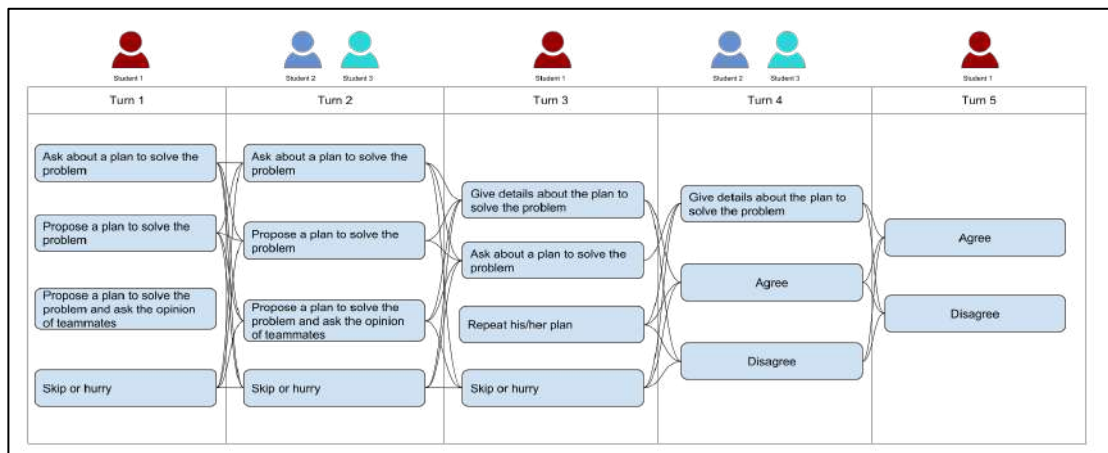 Student 1
Student 2
Student 3
Student 1
Student 2
Student 3
Student 1
Turn 1
Turn 2
Turn 3
Turn 4
Turn 5
Ask about a plan to solve the
problem
Propose a plan to solve the
problem
Propose a plan to solve the
problem and ask the opinion
of teammates
Skip or hurry
Ask about a plan to solve the
problem
Propose a plan to solve the
problem
Propose a plan to solve the
problem and ask the opinion
of teammates
Skip or hurry
Give details about the plan to
solve the problem
Ask about a plan to solve the
problem
Repeat his/her plan
Skip or hurry
Give details about the plan to
solve the problem
Agree
Disagree
Agree
Disagree